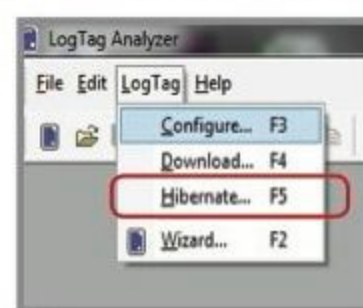 LogTag Analyzer
File Edit LogTag Help
Configure... F3
Download... F4
Hibernate... F5
Wizard... F2